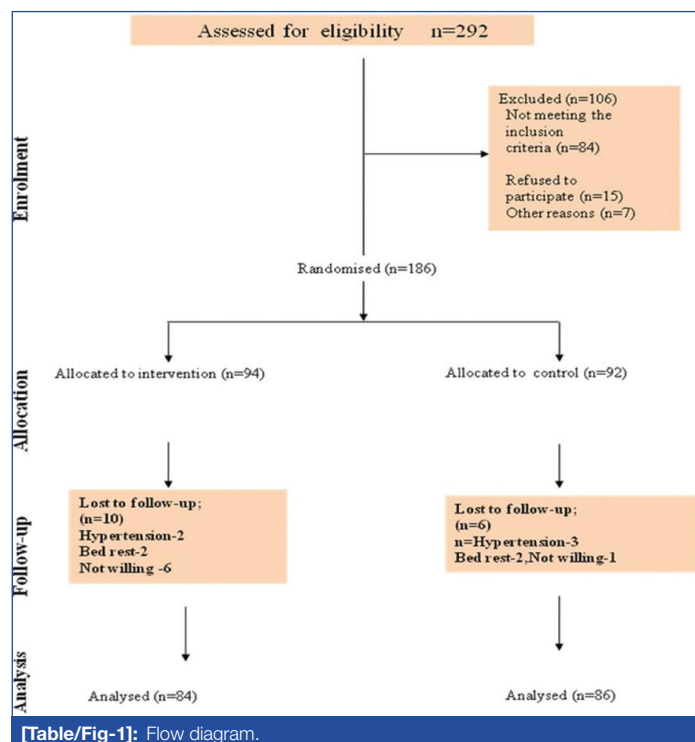 Assessed for eligibility n=292
Enrolment
Excluded (n=106)
Not meeting the
inclusion
criteria (n=84)
Refused to
participate (n=15)
Other reasons (n=7)
Randomised (n=186)
Allocation
Allocated to intervention (n=94)
Allocated to control (n=92)
Follow-up
Lost to follow-up;
(n=10)
Hypertension-2
Bed rest-2
Not willing -6
Lost to follow-up;
(n=6)
n=Hypertension-3
Bed rest-2,Not willing-1
Analysis
Analysed (n=84)
Analysed (n=86)
[Table/Fig-1]: Flow diagram.